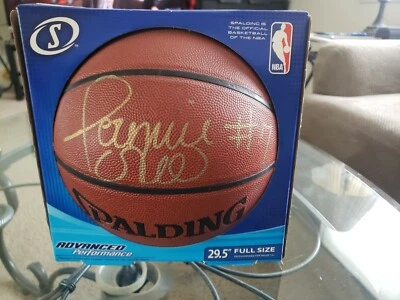 S
SPALDING IS
THE OFFICIAL
BASKETBALL
OF THE NBA
NBA
#7
SPALDING
ADVANCED
Performance
29.5" FULL SIZE